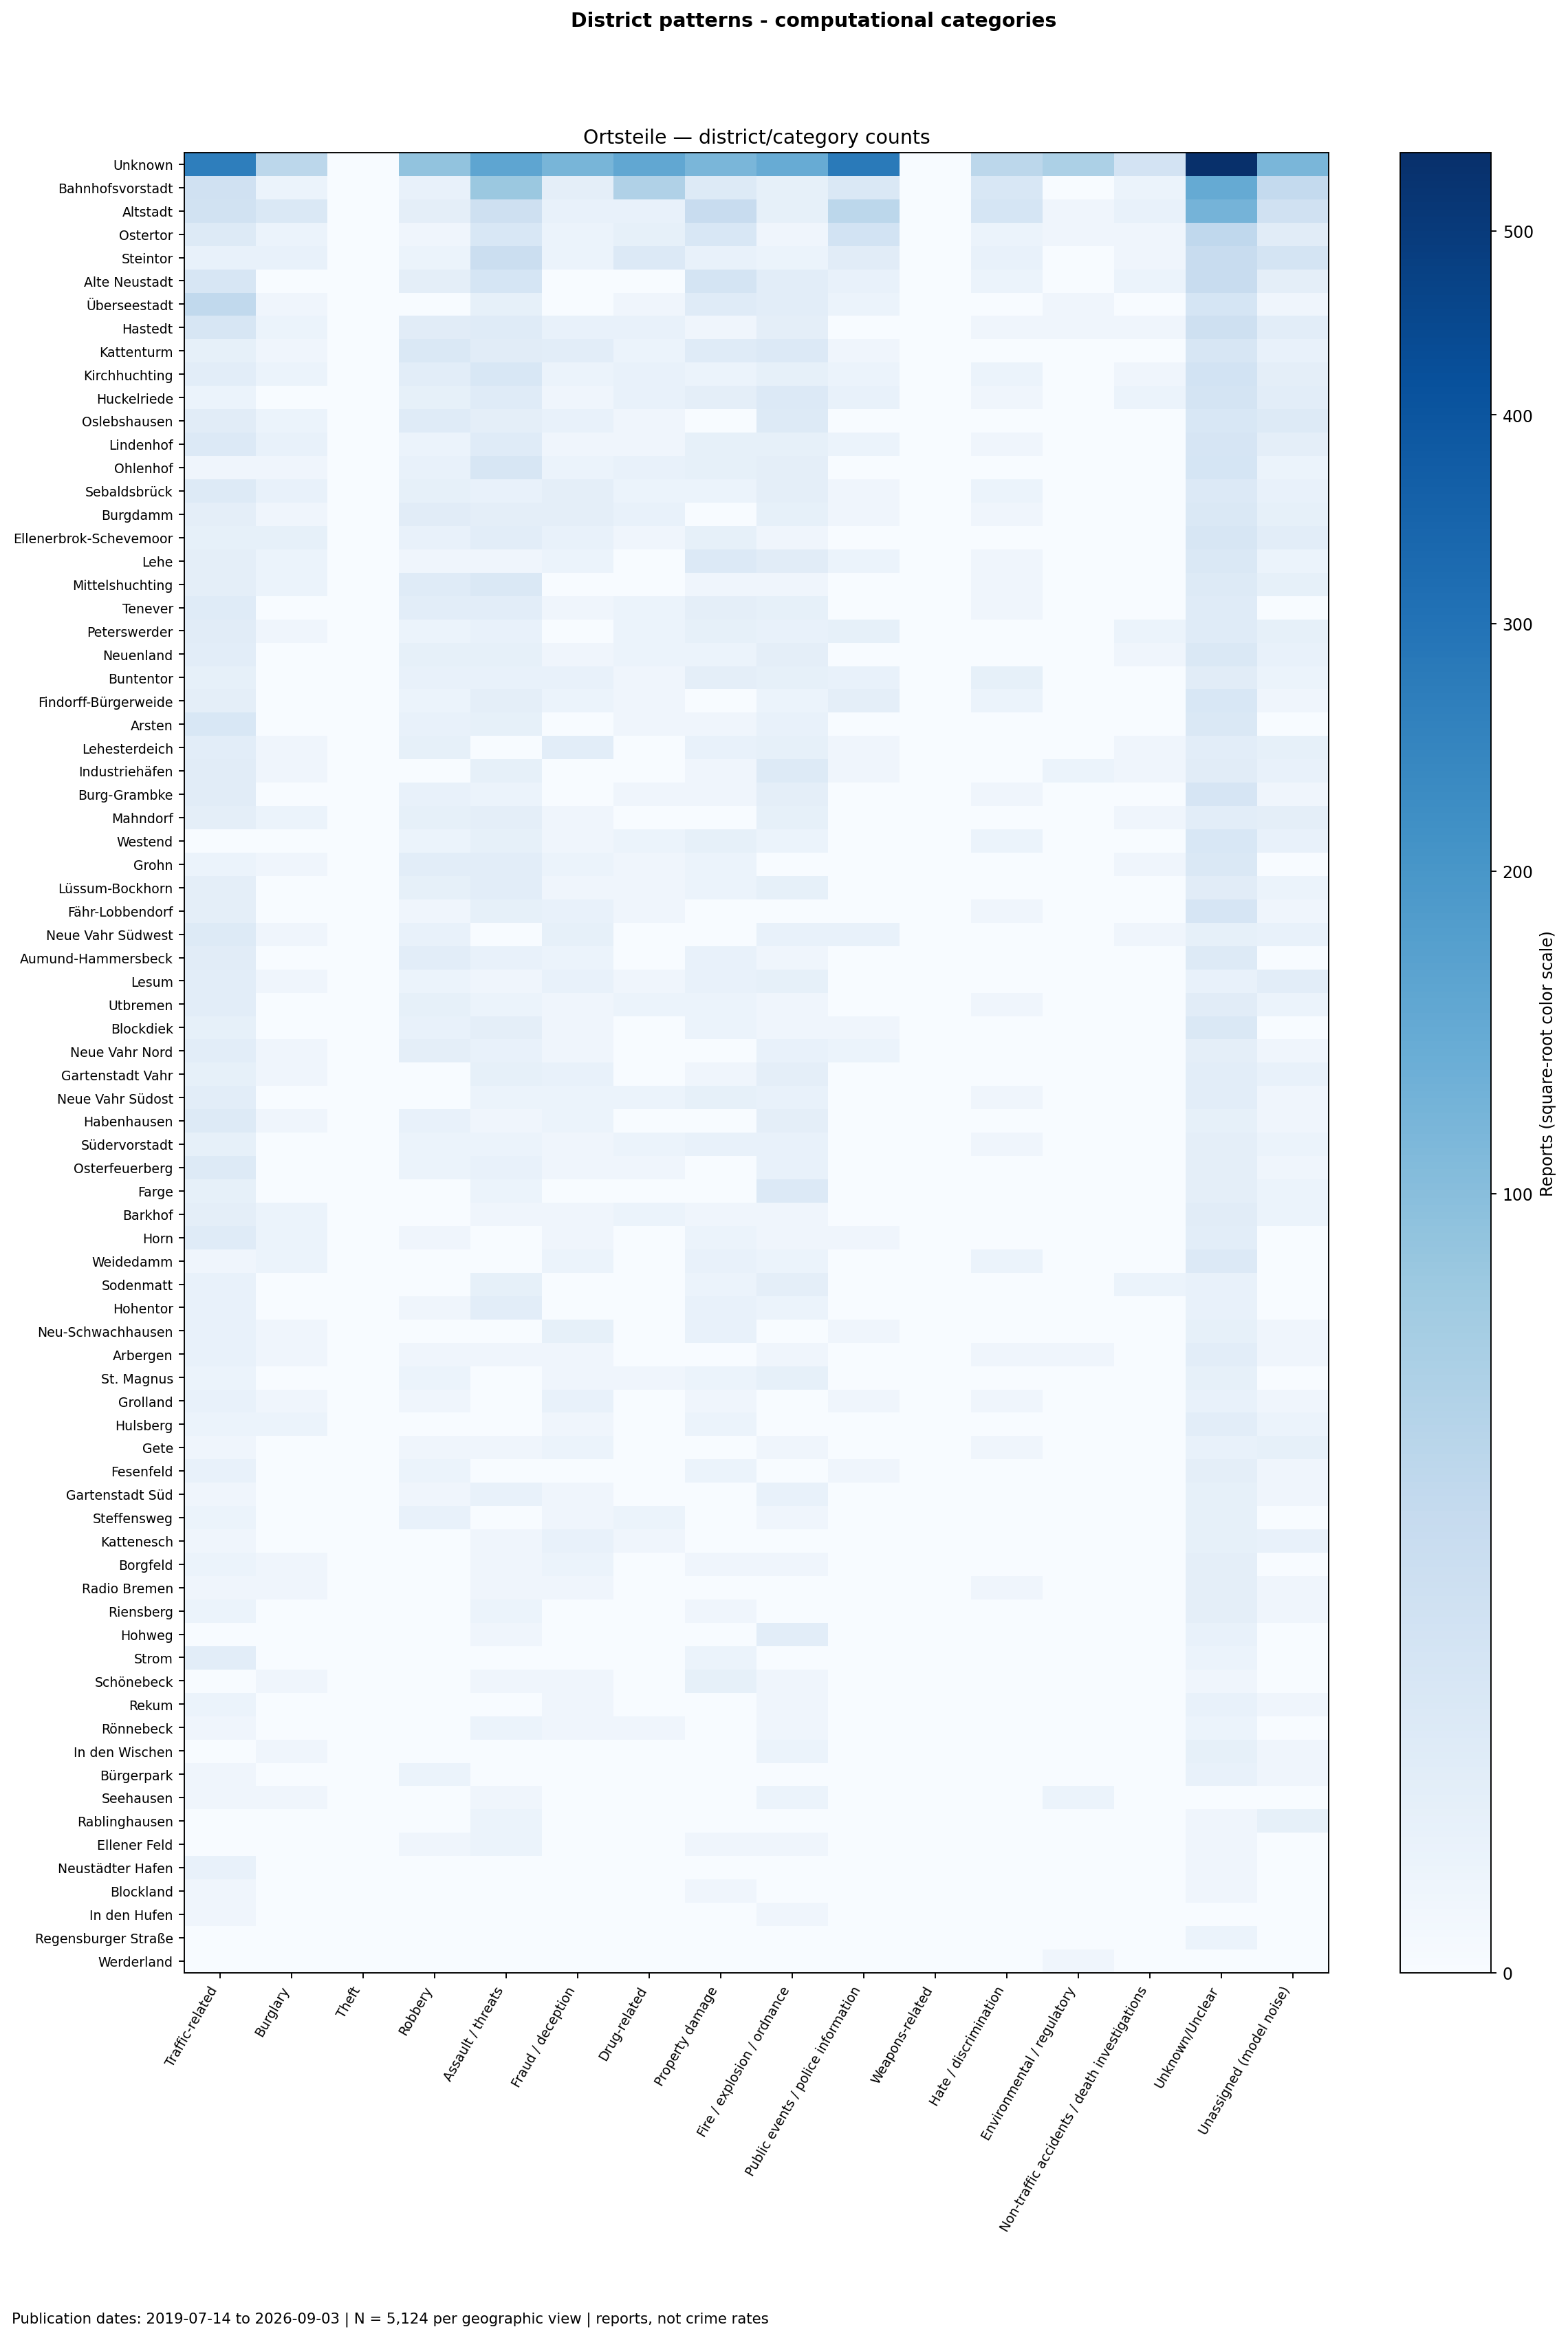 District patterns - computational categories
Ortsteile — district/category counts
Unknown
Bahnhofsvorstadt
Altstadt
Ostertor
Steintor
Alte Neustadt
Überseestadt
Hastedt
Kattenturm
Kirchhuchting
Huckelriede
Oslebshausen
Lindenhof
Ohlenhof
Sebaldsbrück
Burgdamm
Ellenerbrok-Schevemoor
Lehe
Mittelshuchting
Tenever
Peterswerder
Neuenland
Buntentor
Findorff-Bürgerweide
Arsten
Lehesterdeich
Industriehäfen
Burg-Grambke
Mahndorf
Westend
Grohn
Lüssum-Bockhorn
Fähr-Lobbendorf
Neue Vahr Südwest
Aumund-Hammersbeck
Lesum
Utbremen
Blockdiek
Neue Vahr Nord
Gartenstadt Vahr
Neue Vahr Südost
Habenhausen
Südervorstadt
Osterfeuerberg
Farge
Barkhof
Horn
Weidedamm
Sodenmatt
Hohentor
Neu-Schwachhausen
Arbergen
St. Magnus
Grolland
Hulsberg
Gete
Fesenfeld
Gartenstadt Süd
Steffensweg
Kattenesch
Borgfeld
Radio Bremen
Riensberg
Hohweg
Strom
Schönebeck
Rekum
Rönnebeck
In den Wischen
Bürgerpark
Seehausen
Rablinghausen
Ellener Feld
Neustädter Hafen
Blockland
In den Hufen
Regensburger Straße
Werderland
Traffic-related
Burglary
Theft
Robbery
Assault / threats
Fraud / deception
Drug-related
Property damage
Fire / explosion / ordnance
Public events / police information
Weapons-related
Hate / discrimination
Environmental / regulatory
Non-traffic accidents / death investigations
Unknown/Unclear
Unassigned (model noise)
500
400
300
200
100
0
Reports (square-root color scale)
Publication dates: 2019-07-14 to 2026-09-03 | N = 5,124 per geographic view | reports, not crime rates